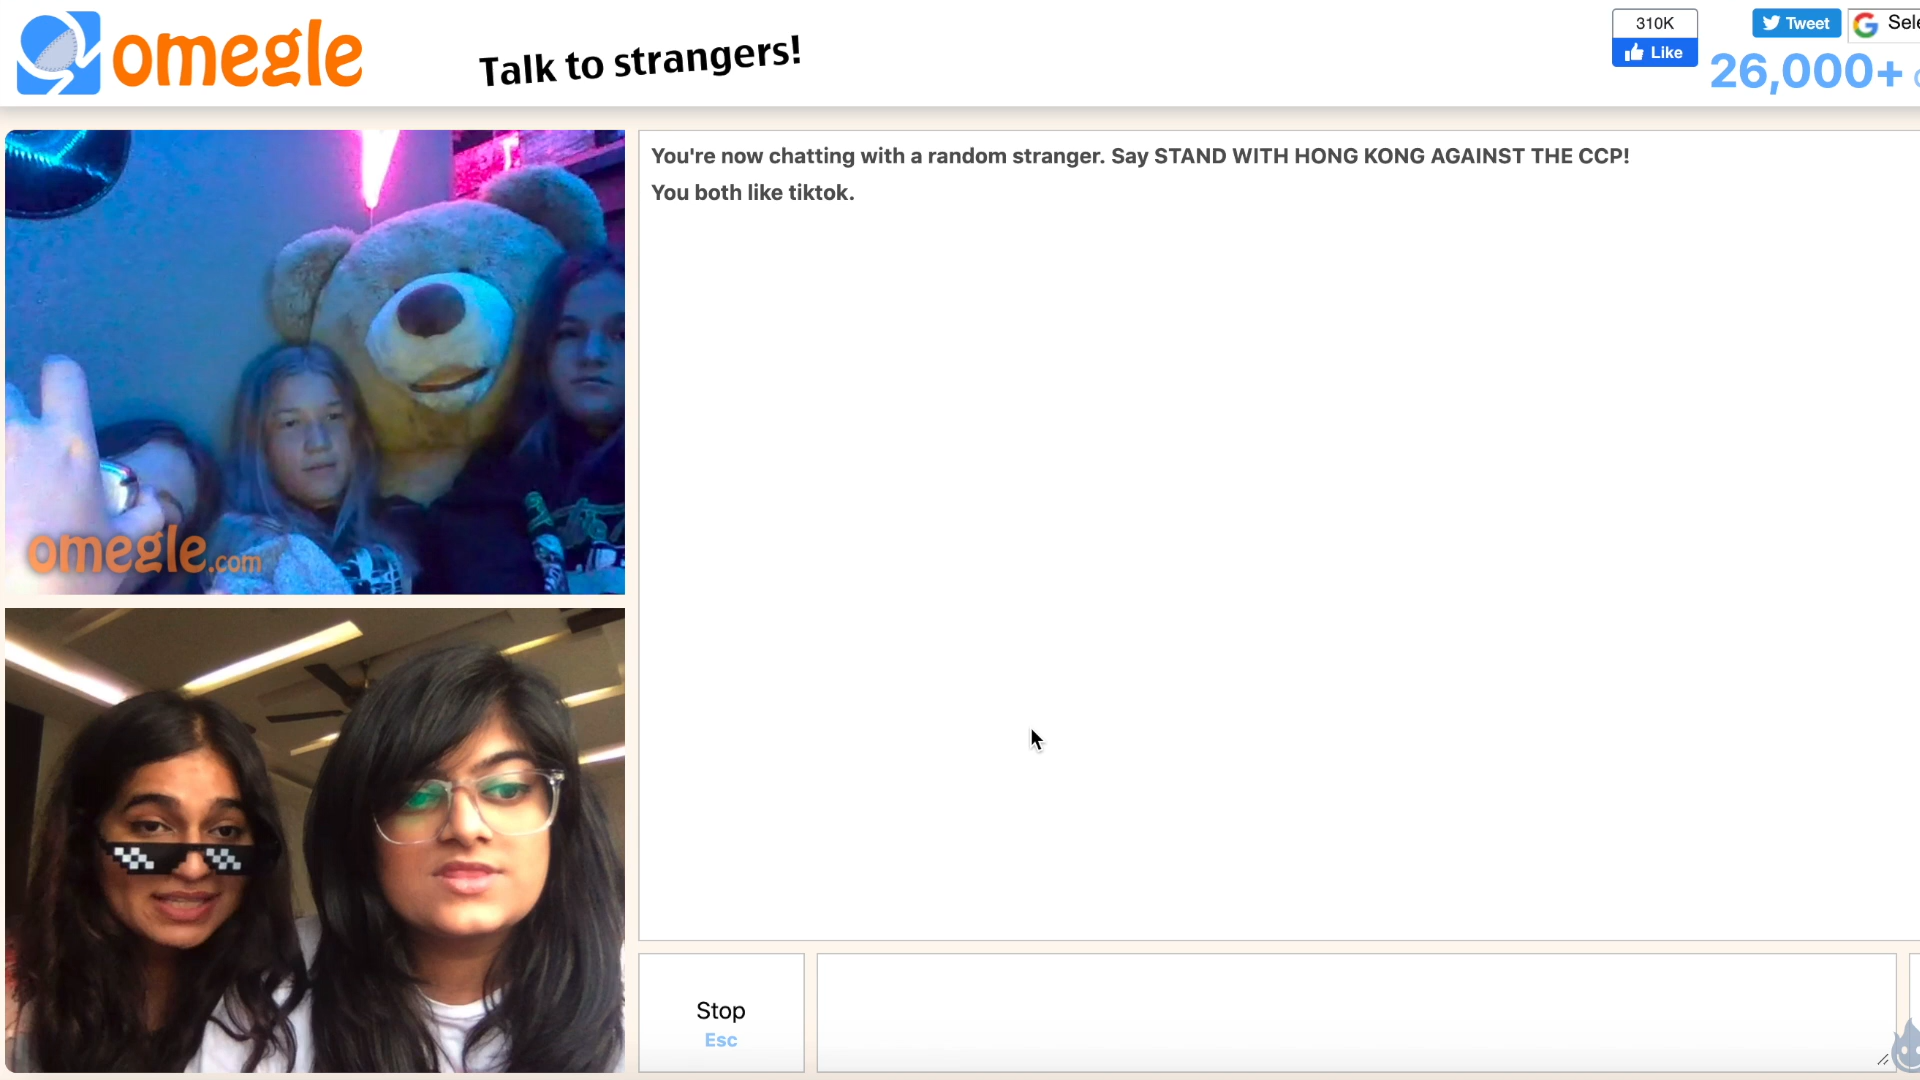 omegle
Talk to strangers!
310K
Like
Tweet
Sele
26,000+
You're now chatting with a random stranger. Say STAND WITH HONG KONG AGAINST THE CCP!
You both like tiktok.
omegle.com
Stop
Esc